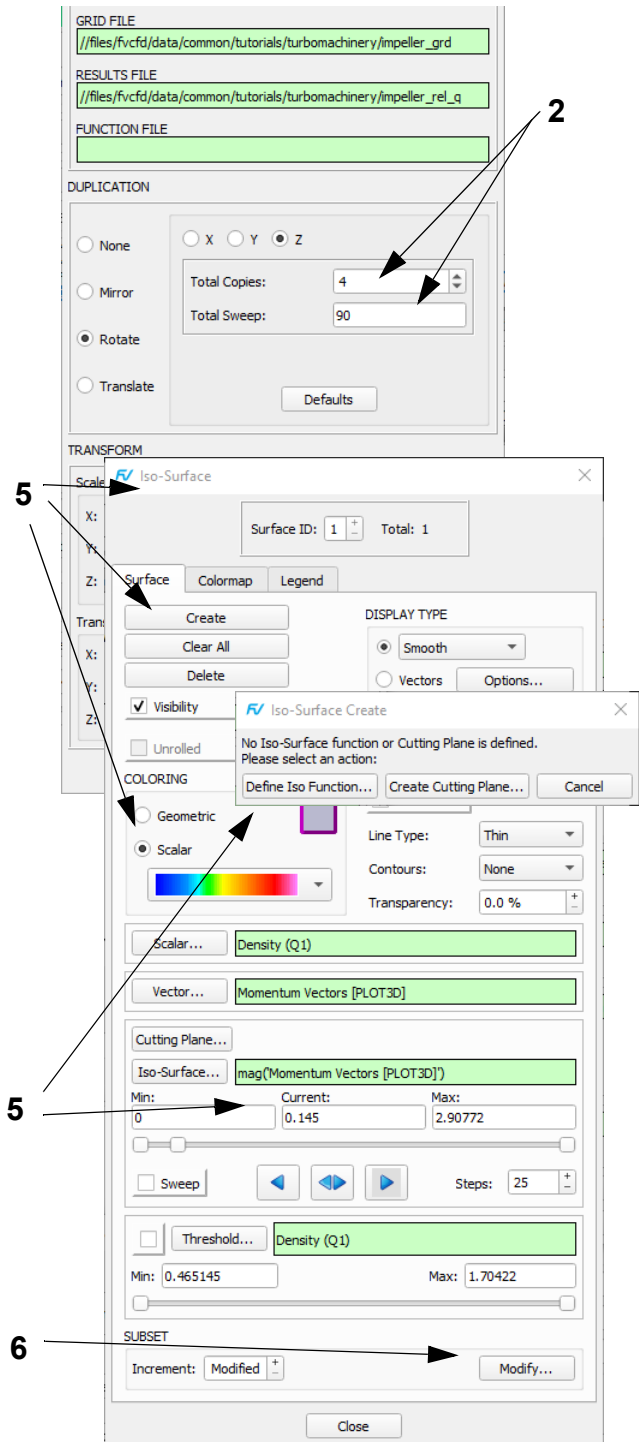 GRID FILE
//files/fvcfd/data/common/tutorials/turbomachinery/impeller_grd
RESULTS FILE
//files/fvcfd/data/common/tutorials/turbomachinery/impeller_rel_q
2
FUNCTION FILE
DUPLICATION
None
X Y Z
Mirror
Total Copies: 4
Total Sweep: 90
Rotate
Translate
Defaults
TRANSFORM
Scale
5
FV Iso-Surface
X:
Surface ID: 1 + - Total: 1
Y:
Z:
Surface Colormap Legend
Trans
Create
DISPLAY TYPE
Clear All
Smooth
X:
Delete
Vectors Options...
Y:
Visibility
FV Iso-Surface Create
Z:
Unrolled
No Iso-Surface function or Cutting Plane is defined.
Please select an action:
COLORING
Define Iso Function... Create Cutting Plane... Cancel
Geometric
Line Type: Thin
Scalar
Contours: None
Transparency: 0.0 % + -
Scalar... Density (Q1)
Vector... Momentum Vectors [PLOT3D]
Cutting Plane...
Iso-Surface... mag('Momentum Vectors [PLOT3D]')
5
Min: Current: Max:
0 0.145 2.90772
Sweep Steps: 25 + -
Threshold... Density (Q1)
Min: 0.465145 Max: 1.70422
SUBSET
6
Increment: Modified + - Modify...
Close